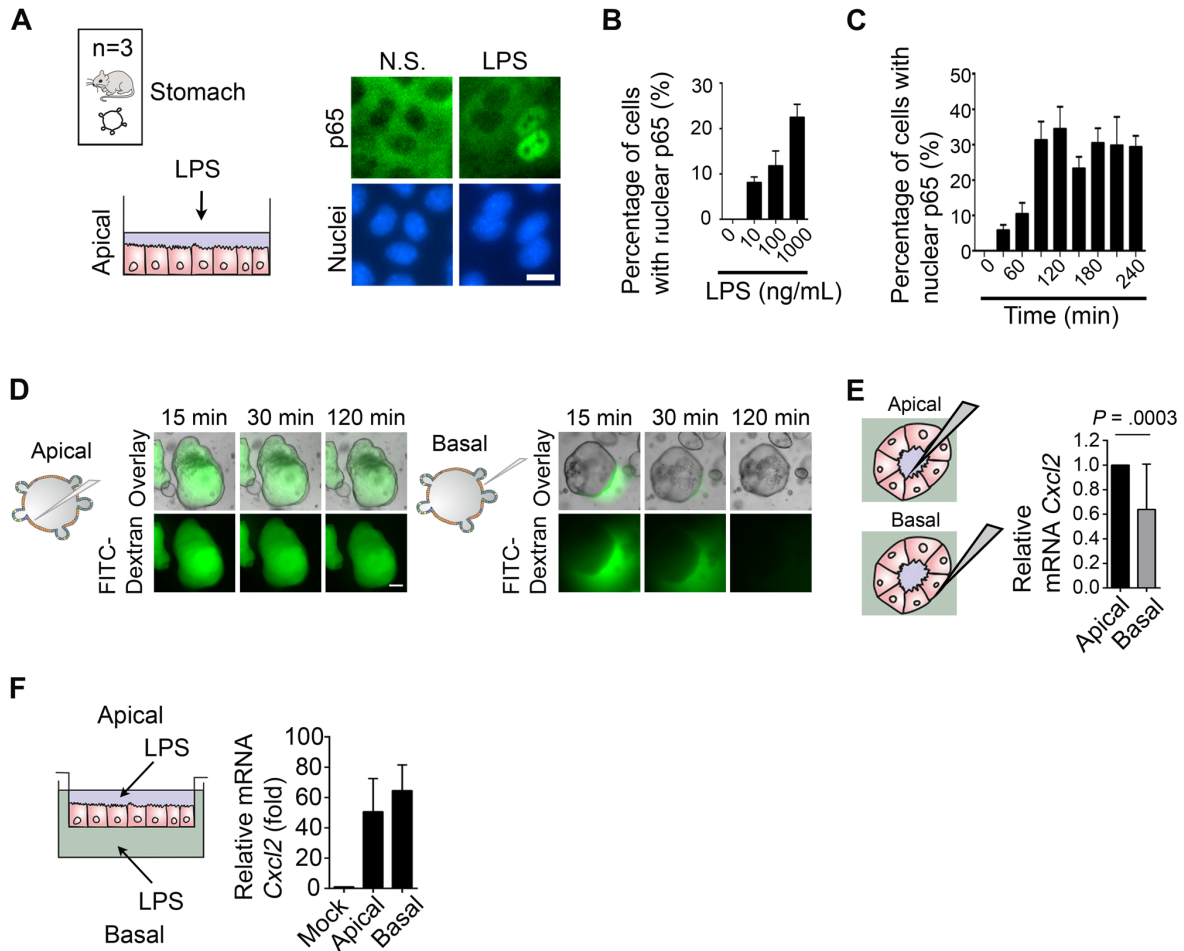 A
n=3
Stomach
LPS
Apical
N.S.
LPS
p65
Nuclei
B
Percentage of cells
with nuclear p65 (%)
30
20
10
0
0
10
100
1000
LPS (ng/mL)
C
Percentage of cells with
nuclear p65 (%)
50
40
30
20
10
0
0
60
120
180
240
Time (min)
D
Apical
15 min
30 min
120 min
Overlay
FITC-
Dextran
Basal
15 min
30 min
120 min
Overlay
FITC-
Dextran
E
Apical
Basal
P = .0003
Relative
mRNA Cxcl2
1.2
1.0
0.8
0.6
0.4
0.2
0.0
Apical
Basal
F
Apical
LPS
LPS
Basal
Relative mRNA
Cxcl2 (fold)
100
80
60
40
20
0
Mock
Apical
Basal